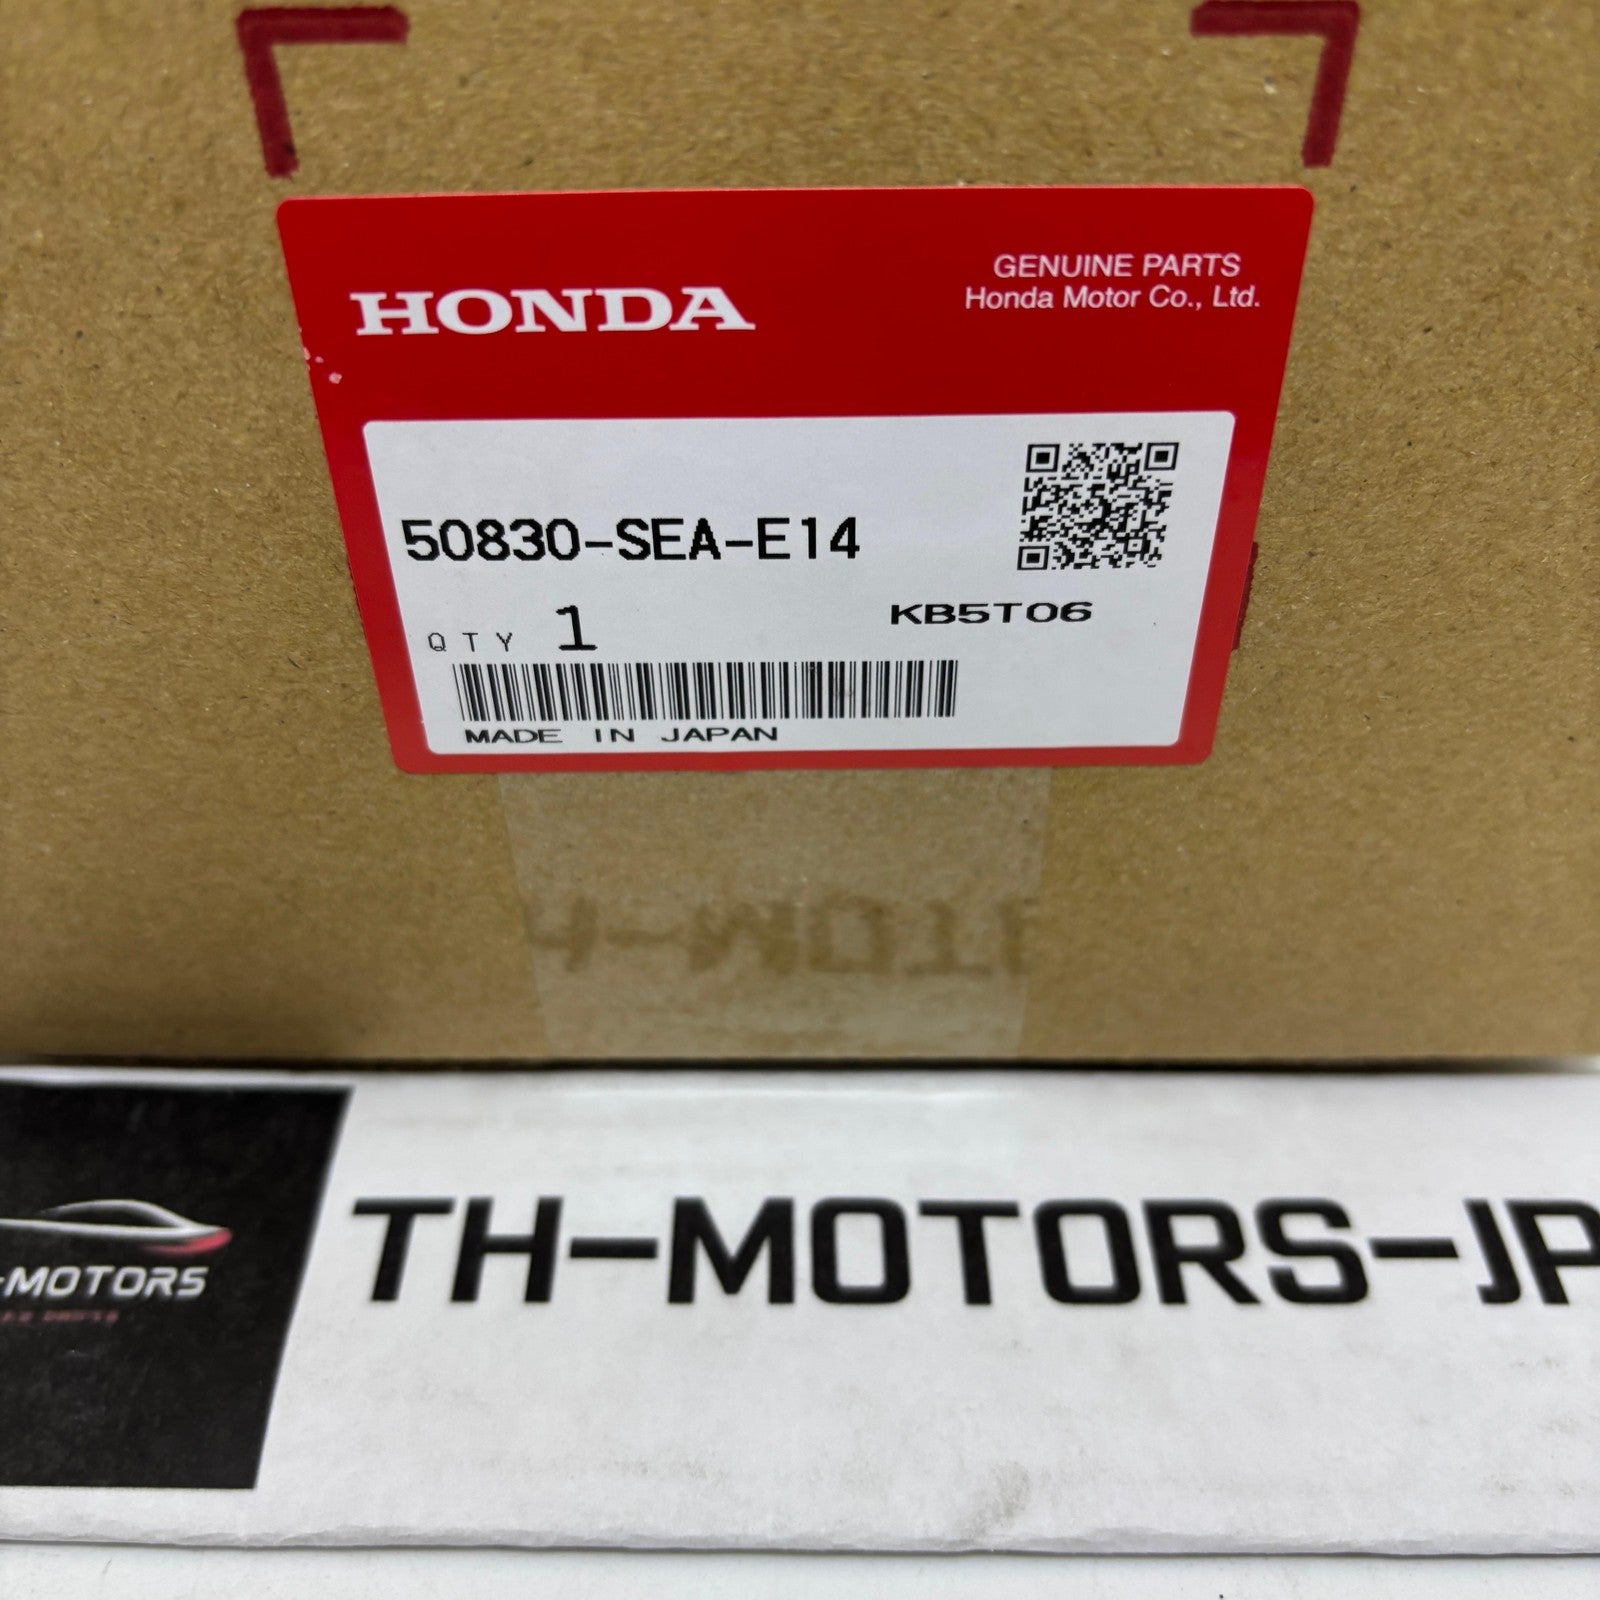 HONDA
GENUINE PARTS
Honda Motor Co., Ltd.
50830-SEA-E14
QTY 1
KB5T06
MADE IN JAPAN
TH-MOTORS-JP
-MOTORS